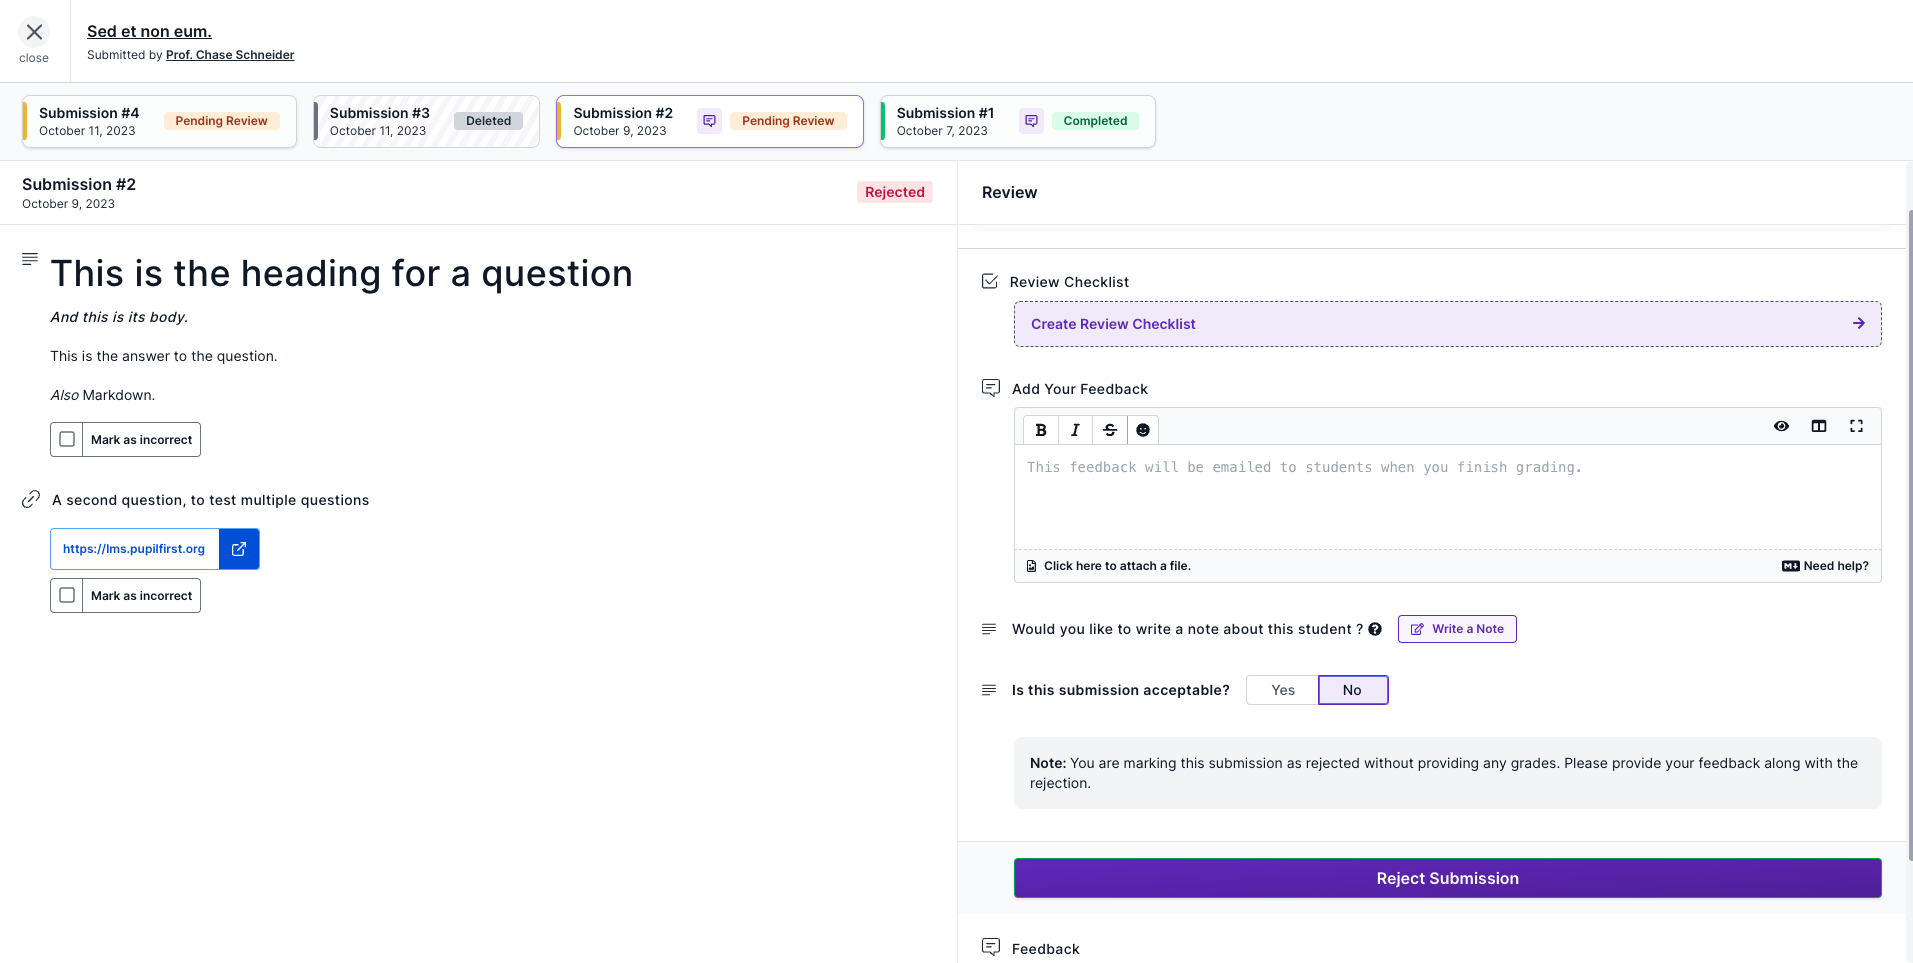 close
Sed et non eum.
Submitted by Prof. Chase Schneider
Submission #4
October 11, 2023
Pending Review
Submission #3
October 11, 2023
Deleted
Submission #2
October 9, 2023
Pending Review
Submission #1
October 7, 2023
Completed
Submission #2
October 9, 2023
Rejected
This is the heading for a question
And this is its body.
This is the answer to the question.
Also Markdown.
Mark as incorrect
A second question, to test multiple questions
https://lms.pupilfirst.org
Mark as incorrect
Review
Review Checklist
Create Review Checklist
Add Your Feedback
B I S
This feedback will be emailed to students when you finish grading.
Click here to attach a file.
Need help?
Would you like to write a note about this student ?
Write a Note
Is this submission acceptable?
Yes
No
Note: You are marking this submission as rejected without providing any grades. Please provide your feedback along with the
rejection.
Reject Submission
Feedback